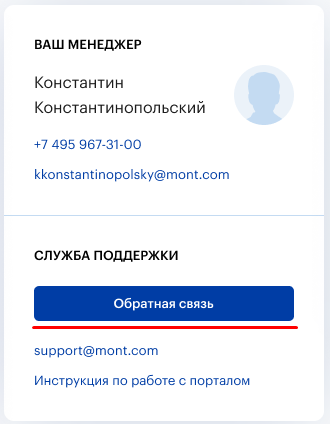 ВАШ МЕНЕДЖЕР
Константин
Константинопольский
+7 495 967-31-00
kkonstantinopolsky@mont.com
СЛУЖБА ПОДДЕРЖКИ
Обратная связь
support@mont.com
Инструкция по работе с порталом